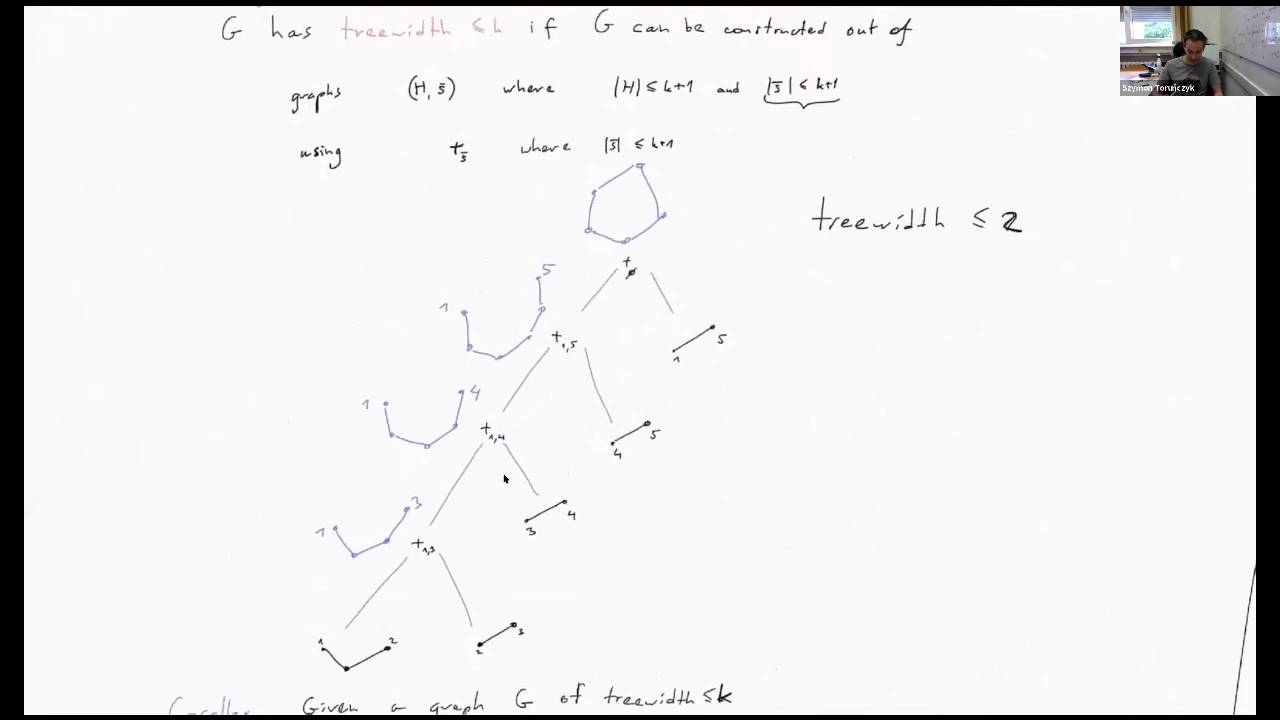 G has treewidth ≤ k if G can be constructed out of
graphs (H, s̄) where |H| ≤ k+1 and |s̄| ≤ k+1
using +s̄ where |s̄| ≤ k+1
Szymon Toruńczyk
treewidth ≤ 2
+∅
5
1
+1,5
1 5
1 4
+1,4
4 5
1 3
3 4
+1,3
1 2
2 3
Given a graph G of treewidth ≤ k